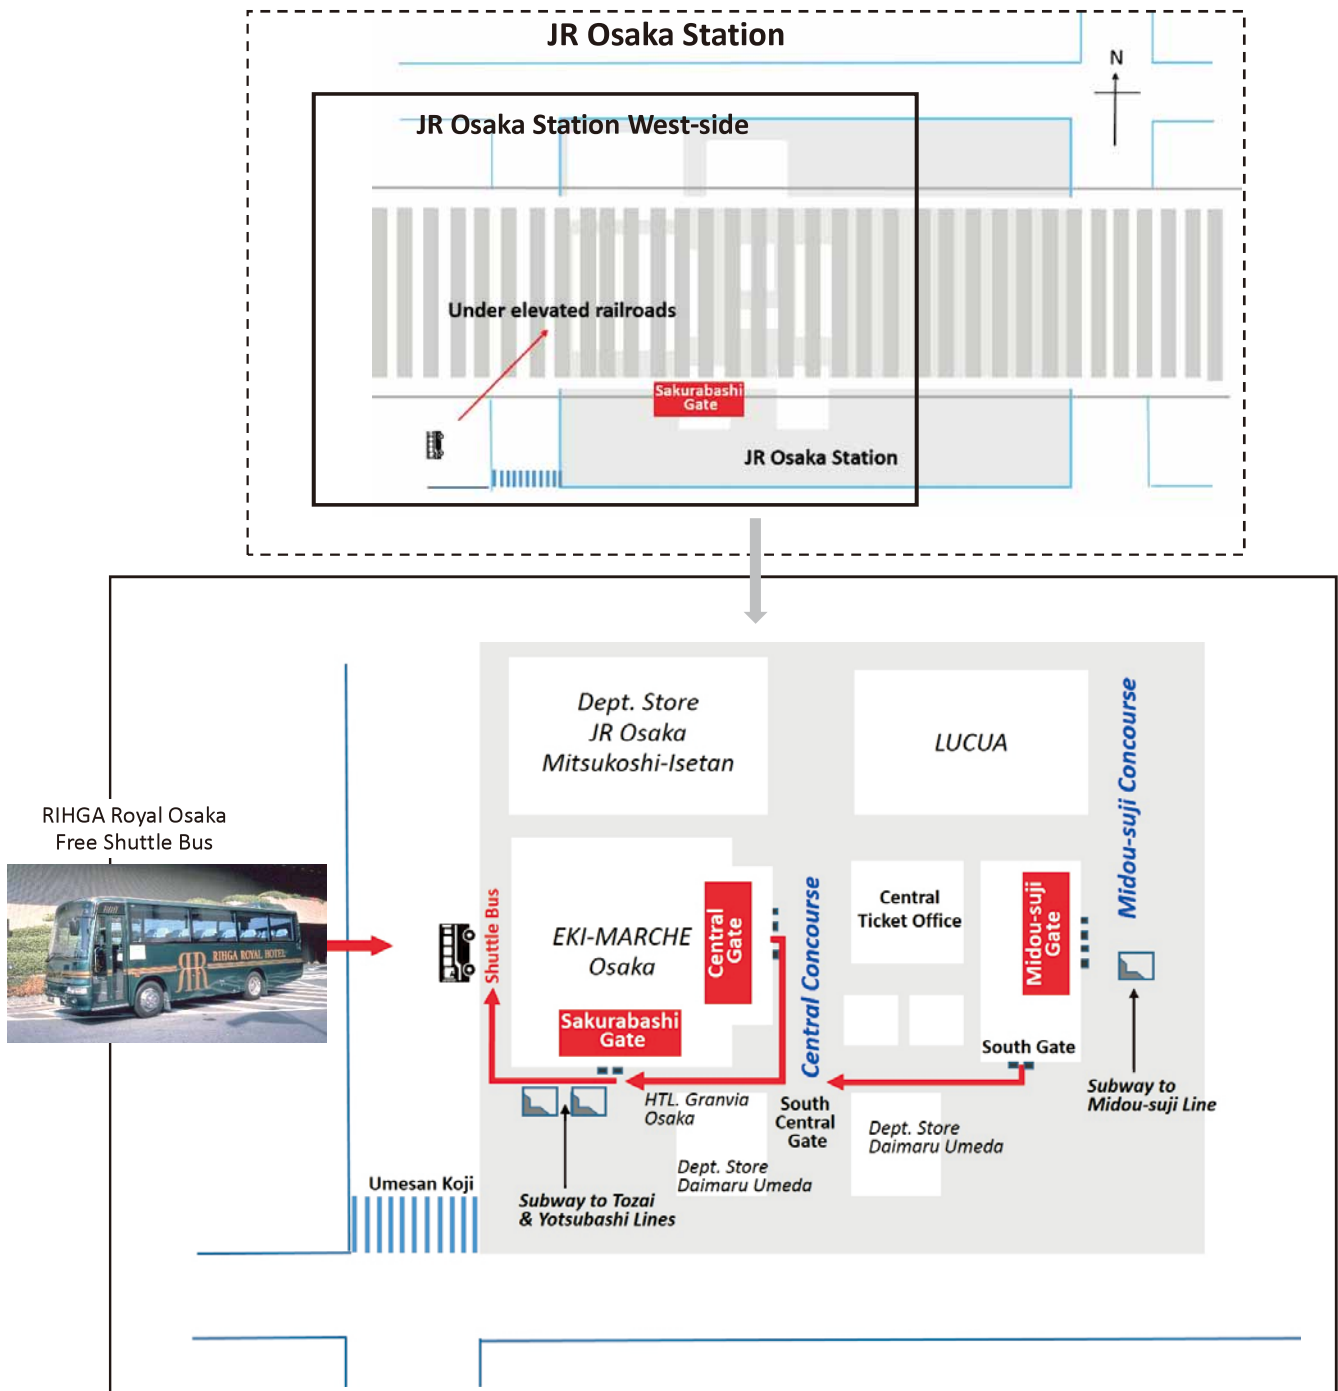 JR Osaka Station
N
JR Osaka Station West-side
Under elevated railroads
Sakurabashi
Gate
JR Osaka Station
Dept. Store
JR Osaka
Mitsukoshi-Isetan
LUCUA
Midou-suji Concourse
RIHGA Royal Osaka
Free Shuttle Bus
RIHGA ROYAL HOTEL
Shuttle Bus
EKI-MARCHE
Osaka
Central
Gate
Central Concourse
Central
Ticket Office
Midou-suji
Gate
Sakurabashi
Gate
South Gate
Subway to
Midou-suji Line
HTL. Granvia
Osaka
South
Central
Gate
Dept. Store
Daimaru Umeda
Dept. Store
Daimaru Umeda
Umesan Koji
Subway to Tozai
& Yotsubashi Lines